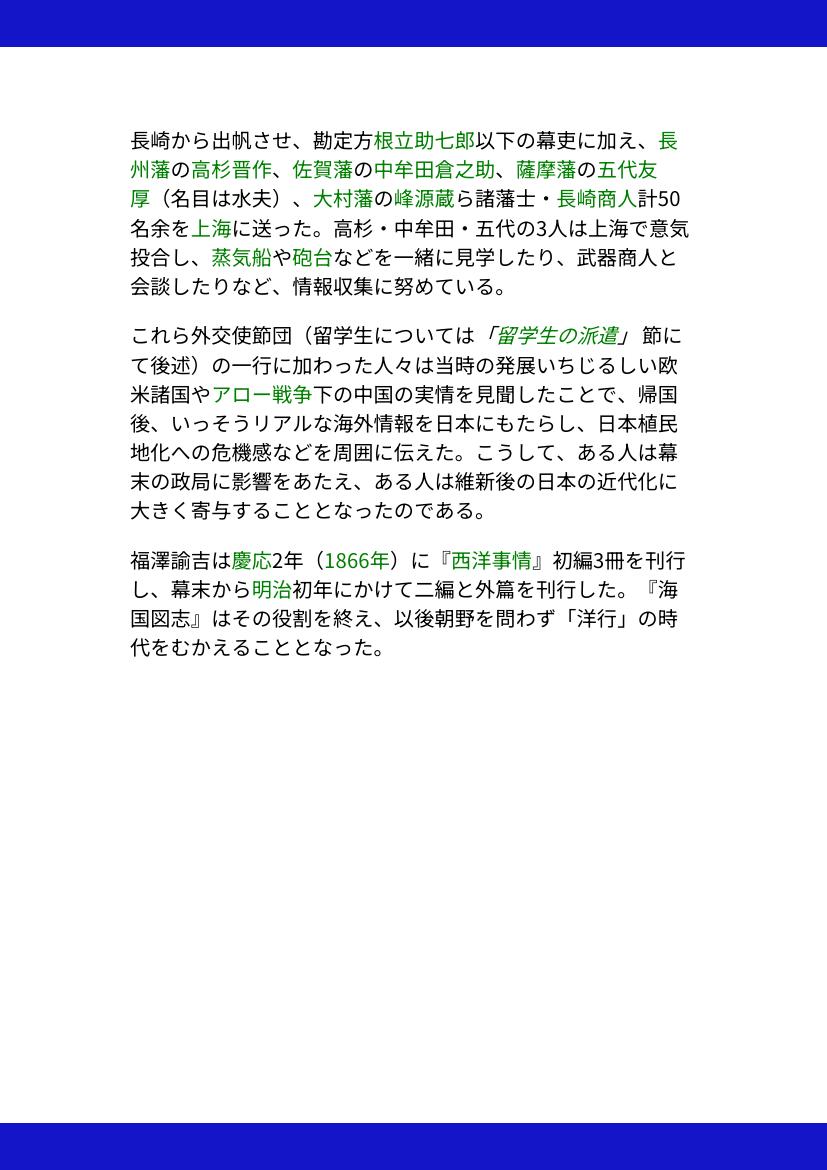 長崎から出帆させ、勘定方根立助七郎以下の幕吏に加え、長
州藩の高杉晋作、佐賀藩の中牟田倉之助、薩摩藩の五代友
厚（名目は水夫）、大村藩の峰源蔵ら諸藩士・長崎商人計50
名余を上海に送った。高杉・中牟田・五代の3人は上海で意気
投合し、蒸気船や砲台などを一緒に見学したり、武器商人と
会談したりなど、情報収集に努めている。
これら外交使節団（留学生については「留学生の派遣」 節に
て後述）の一行に加わった人々は当時の発展いちじるしい欧
米諸国やアロー戦争下の中国の実情を見聞したことで、帰国
後、いっそうリアルな海外情報を日本にもたらし、日本植民
地化への危機感などを周囲に伝えた。こうして、ある人は幕
末の政局に影響をあたえ、ある人は維新後の日本の近代化に
大きく寄与することとなったのである。
福澤諭吉は慶応2年（1866年）に『西洋事情』初編3冊を刊行
し、幕末から明治初年にかけて二編と外篇を刊行した。『海
国図志』はその役割を終え、以後朝野を問わず「洋行」の時
代をむかえることとなった。